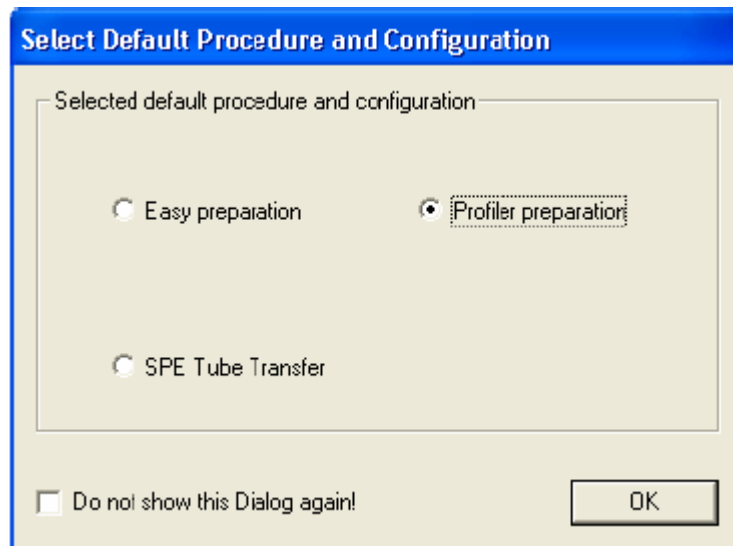 Select Default Procedure and Configuration
Selected default procedure and configuration
Easy preparation
Profiler preparation
SPE Tube Transfer
Do not show this Dialog again!
OK